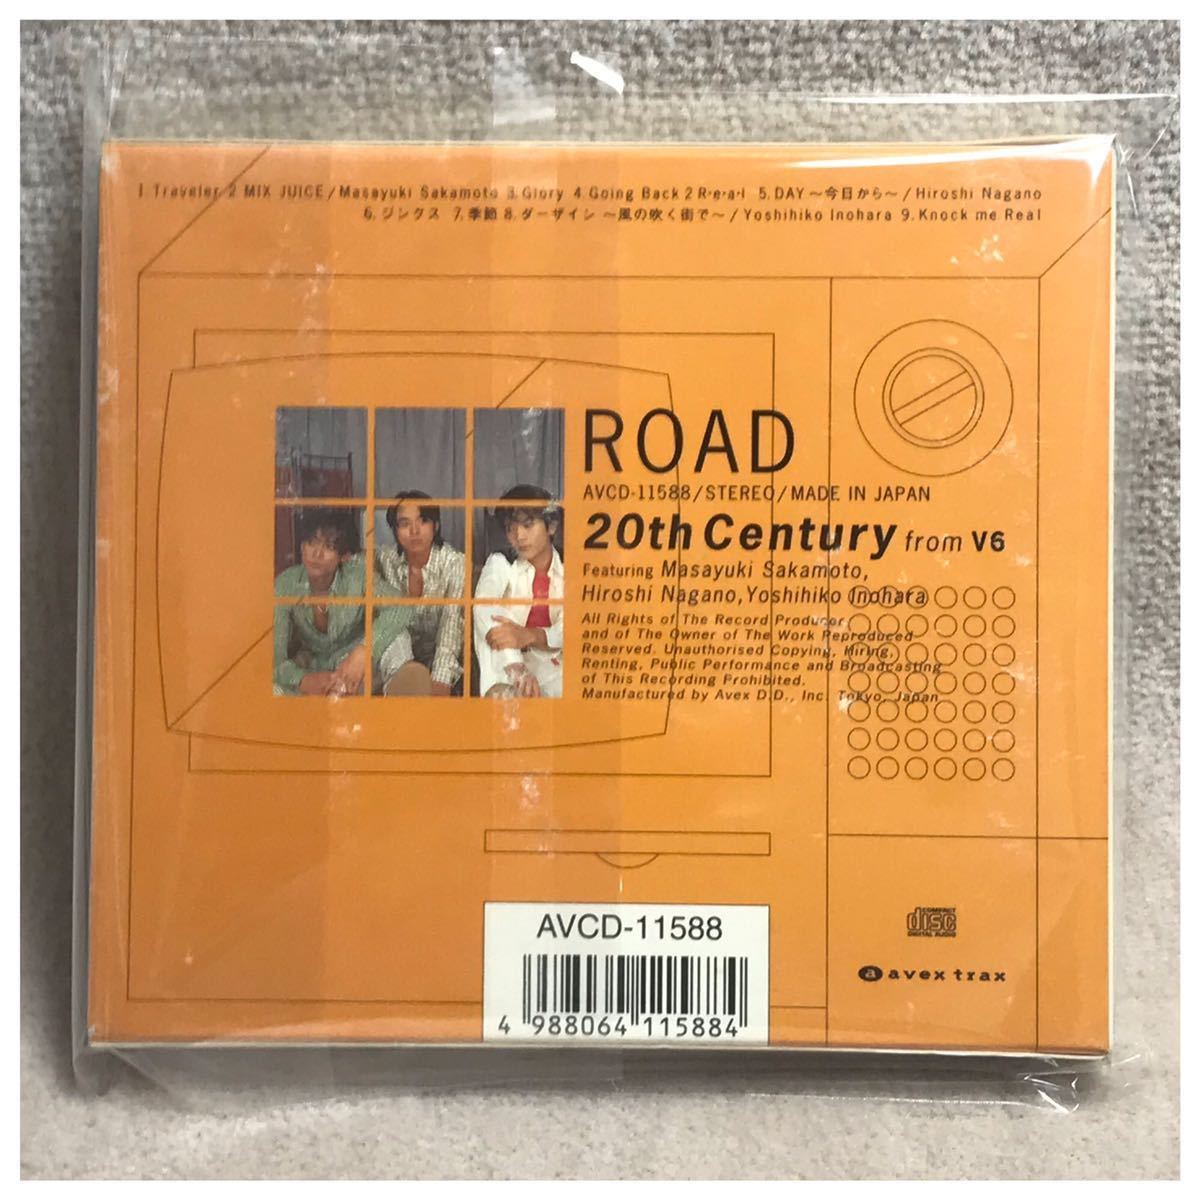 1.Traveler 2 MIX JUICE/Masayuki Sakamoto 3.Glory 4.Going Back 2 R・e・a・l 5.DAY〜今日から〜/Hiroshi Nagano
6.ジンクス 7.季節 8.ダーザイン 〜風の吹く街で〜/Yoshihiko Inohara 9.Knock me Real
ROAD
AVCD-11588/STEREO/MADE IN JAPAN
20th Century from V6
Featuring Masayuki Sakamoto,
Hiroshi Nagano,Yoshihiko Inohara
All Rights of The Record Producer,
and of The Owner of The Work Reproduced
Reserved. Unauthorised Copying, Hiring,
Renting, Public Performance and Broadcasting
of This Recording Prohibited.
Manufactured by Avex D.D., Inc. Tokyo, Japan
AVCD-11588
4 988064 115884
COMPACT
disc
DIGITAL AUDIO
a avex trax